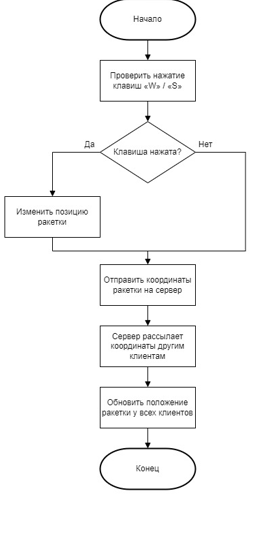 Начало
Проверить нажатие
клавиш «W» / «S»
Клавиша нажата?
Да
Нет
Изменить позицию
ракетки
Отправить координаты
ракетки на сервер
Сервер рассылает
координаты другим
клиентам
Обновить положение
ракетки у всех клиентов
Конец